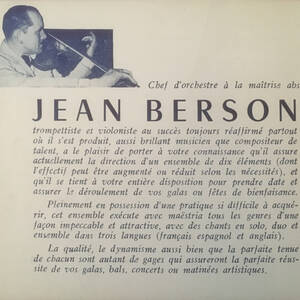 Chef d'orchestre à la maîtrise abs
JEAN BERSON
trompettiste et violoniste au succès toujours réaffirmé partout
où il s'est produit, aussi brillant musicien que compositeur de
talent, a le plaisir de porter à votre connaissance qu'il assure
actuellement la direction d'un ensemble de dix éléments (dont
l'effectif peut être augmenté ou réduit selon les nécessités), et
qu'il se tient à votre entière disposition pour prendre date et
assurer le déroulement de vos galas ou fêtes de bienfaisance.
Pleinement en possession d'une pratique si difficile à acqué-
rir, cet ensemble exécute avec maëstria tous les genres d'une
façon impeccable et attractive, avec des chants en solo, duo et
ensemble dans trois langues (français espagnol et anglais).
La qualité, le dynamisme aussi bien que la parfaite tenue
de chacun sont autant de gages qui assureront la parfaite réus-
site de vos galas, bals, concerts ou matinées artistiques.